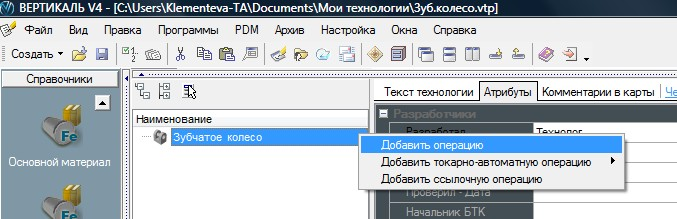 ВЕРТИКАЛЬ V4 - [C:\Users\Klementeva-TA\Documents\Мои технологии\Зуб.колесо.vtp]
Файл Вид Правка Программы PDM Архив Настройка Окна Справка
Создать
Справочники
Fe
Основной материал
Fe
Наименование
Зубчатое колесо
Текст технологии Атрибуты Комментарии в карты Че
Разработчики
Разработал Технолог
Добавить операцию
Добавить токарно-автоматную операцию
Добавить ссылочную операцию
Проверил - Дата
Начальник БТК